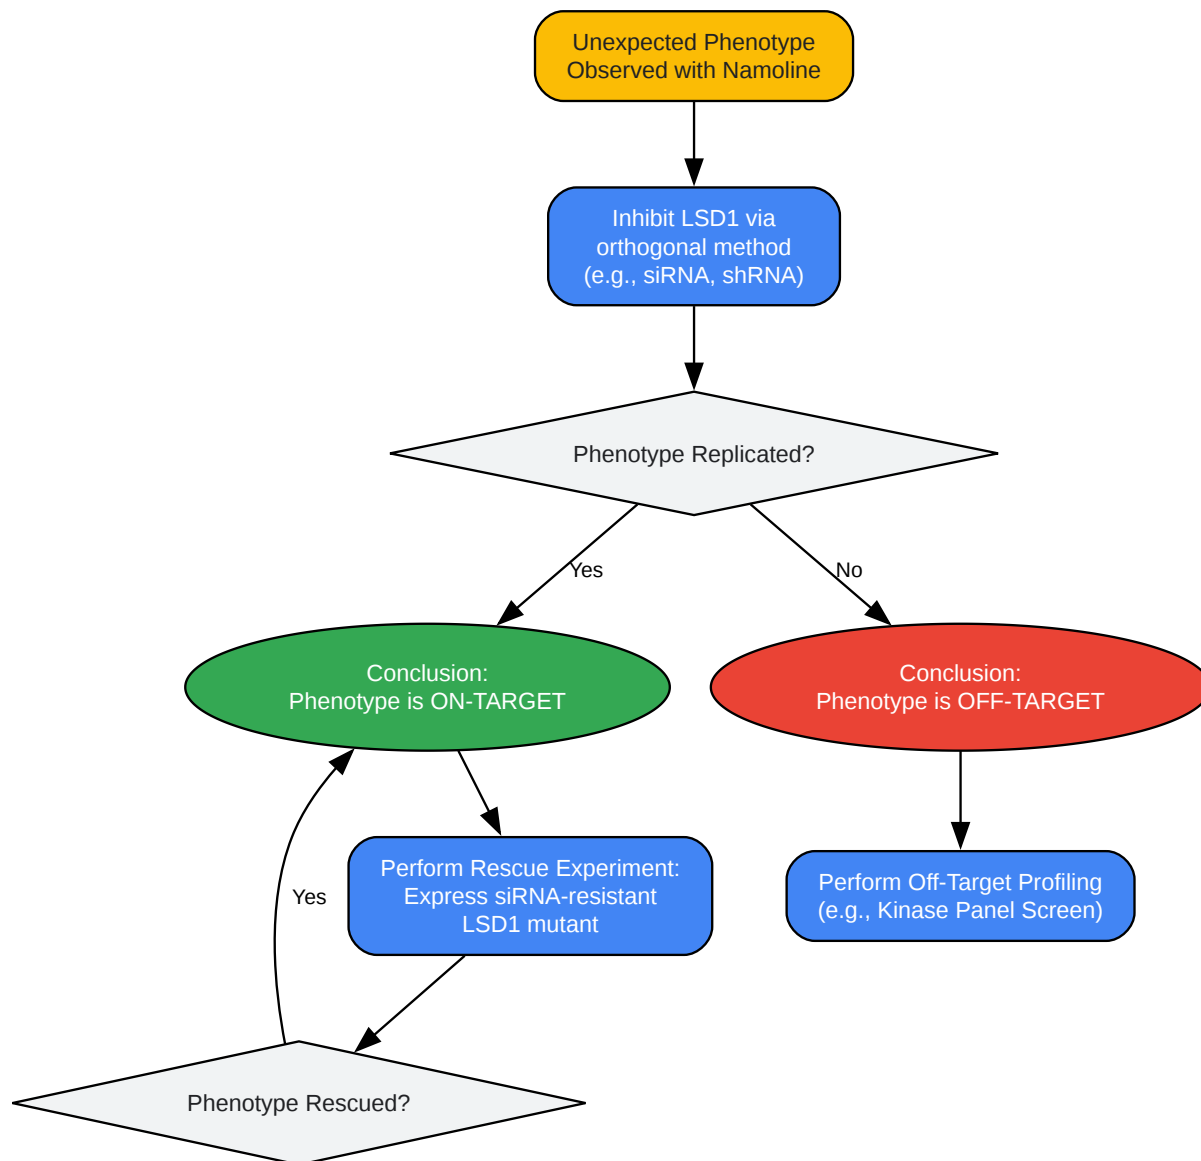 Unexpected Phenotype
Observed with Namoline
Inhibit LSD1 via
orthogonal method
(e.g., siRNA, shRNA)
Phenotype Replicated?
Yes
No
Conclusion:
Phenotype is ON-TARGET
Conclusion:
Phenotype is OFF-TARGET
Perform Rescue Experiment:
Express siRNA-resistant
LSD1 mutant
Perform Off-Target Profiling
(e.g., Kinase Panel Screen)
Yes
Phenotype Rescued?